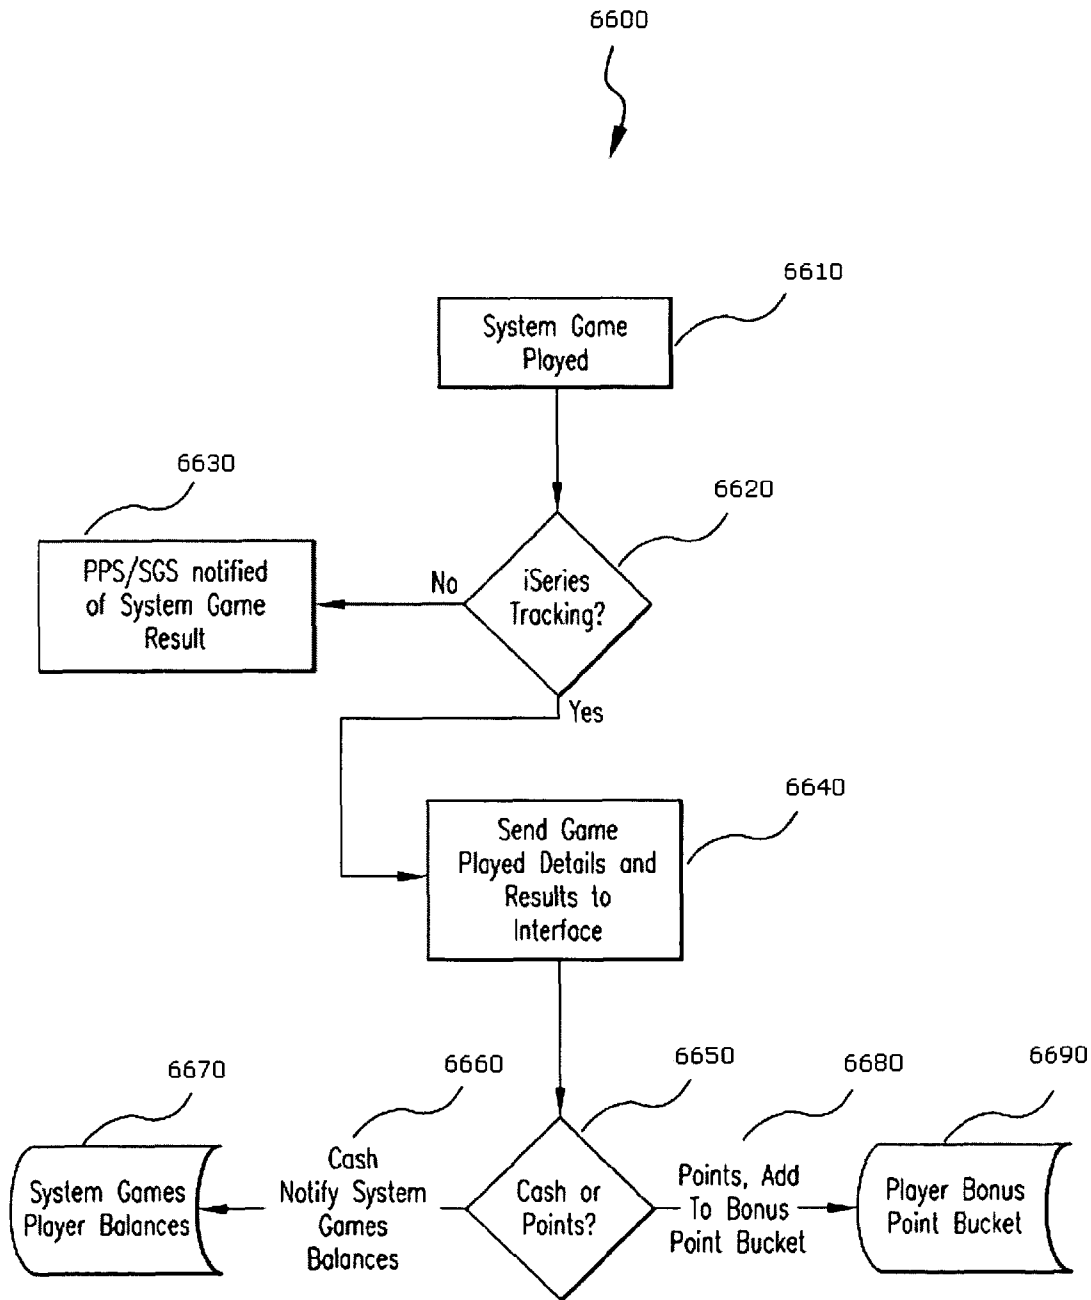 6600
6610
System Game
Played
6630
6620
PPS/SGS notified
of System Game
Result
No
iSeries
Tracking?
Yes
6640
Send Game
Played Details and
Results to
Interface
6670
6660
6650
6680
6690
System Games
Player Balances
Cash
Notify System
Games
Balances
Cash or
Points?
Points, Add
To Bonus
Point Bucket
Player Bonus
Point Bucket